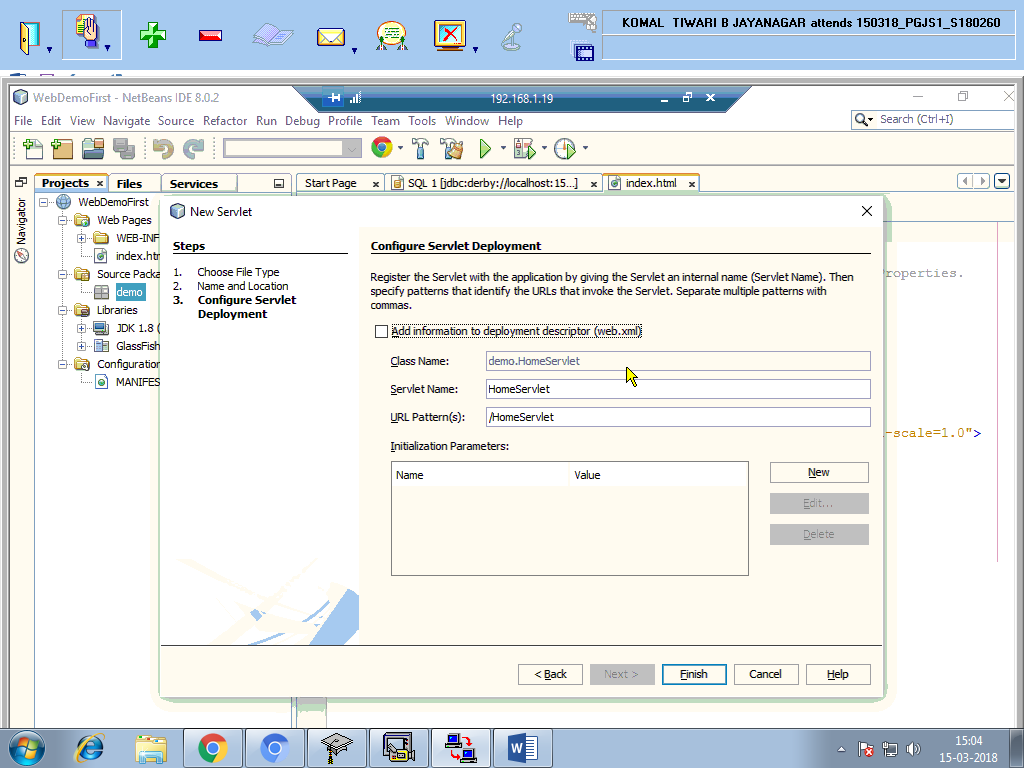 KOMAL TIWARI B JAYANAGAR attends 150318_PGJS1_S180260
WebDemoFirst - NetBeans IDE 8.0.2
192.168.1.19
File Edit View Navigate Source Refactor Run Debug Profile Team Tools Window Help
Search (Ctrl+I)
Projects x Files Services
Start Page x SQL 1 [jdbc:derby://localhost:15...] x index.html x
Navigator
WebDemoFirst
Web Pages
WEB-INF
index.htm
Source Packa
demo
Libraries
JDK 1.8 (
GlassFish
Configuration
MANIFES
roperties.
-scale=1.0">
New Servlet
Steps
1. Choose File Type
2. Name and Location
3. Configure Servlet
Deployment
Configure Servlet Deployment
Register the Servlet with the application by giving the Servlet an internal name (Servlet Name). Then
specify patterns that identify the URLs that invoke the Servlet. Separate multiple patterns with
commas.
Add information to deployment descriptor (web.xml)
Class Name: demo.HomeServlet
Servlet Name: HomeServlet
URL Pattern(s): /HomeServlet
Initialization Parameters:
Name Value
New
Edit...
Delete
< Back Next > Finish Cancel Help
15:04
15-03-2018